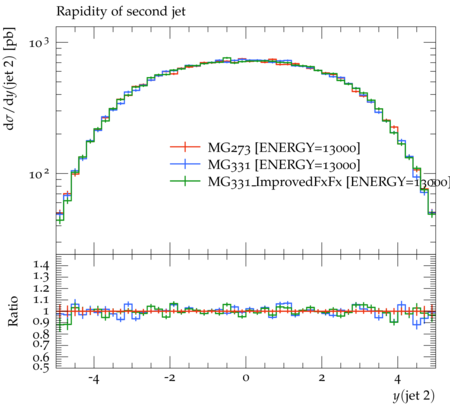 Rapidity of second jet
dσ/dy(jet 2) [pb]
10³
MG273 [ENERGY=13000]
MG331 [ENERGY=13000]
MG331_ImprovedFxFx [ENERGY=13000]
10²
Ratio
1.4
1.3
1.2
1.1
1
0.9
0.8
0.7
0.6
0.5
-4 -2 0 2 4
y(jet 2)